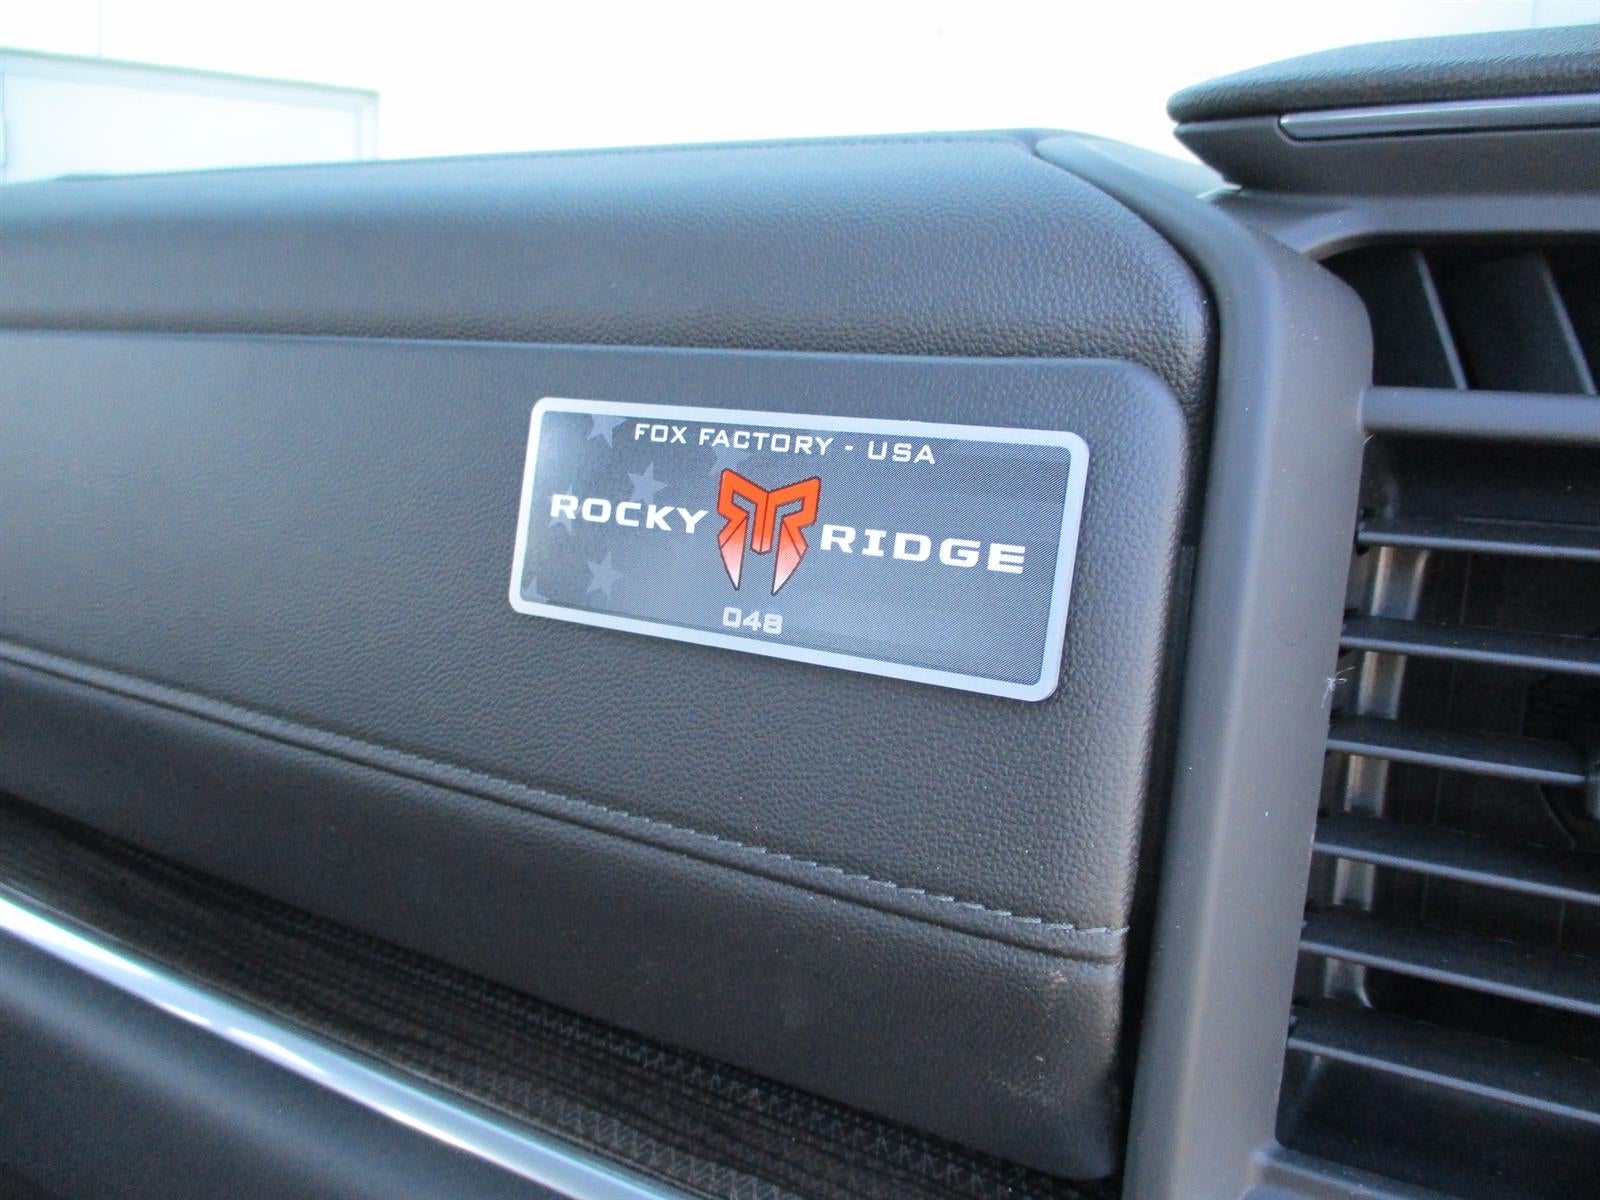 FOX FACTORY - USA
ROCKY RIDGE
048